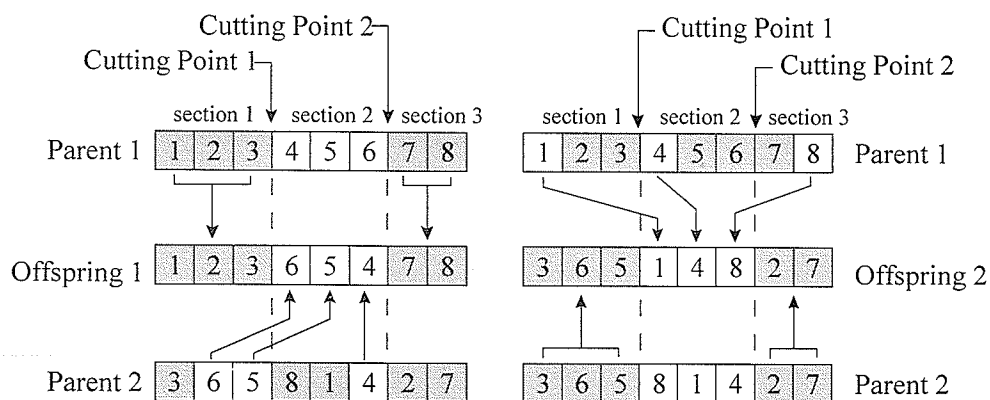 Cutting Point 2
Cutting Point 1
section 1 section 2 section 3
Parent 1 1 2 3 4 5 6 7 8
Offspring 1 1 2 3 6 5 4 7 8
Parent 2 3 6 5 8 1 4 2 7
Cutting Point 1
Cutting Point 2
section 1 section 2 section 3
1 2 3 4 5 6 7 8 Parent 1
3 6 5 1 4 8 2 7 Offspring 2
3 6 5 8 1 4 2 7 Parent 2